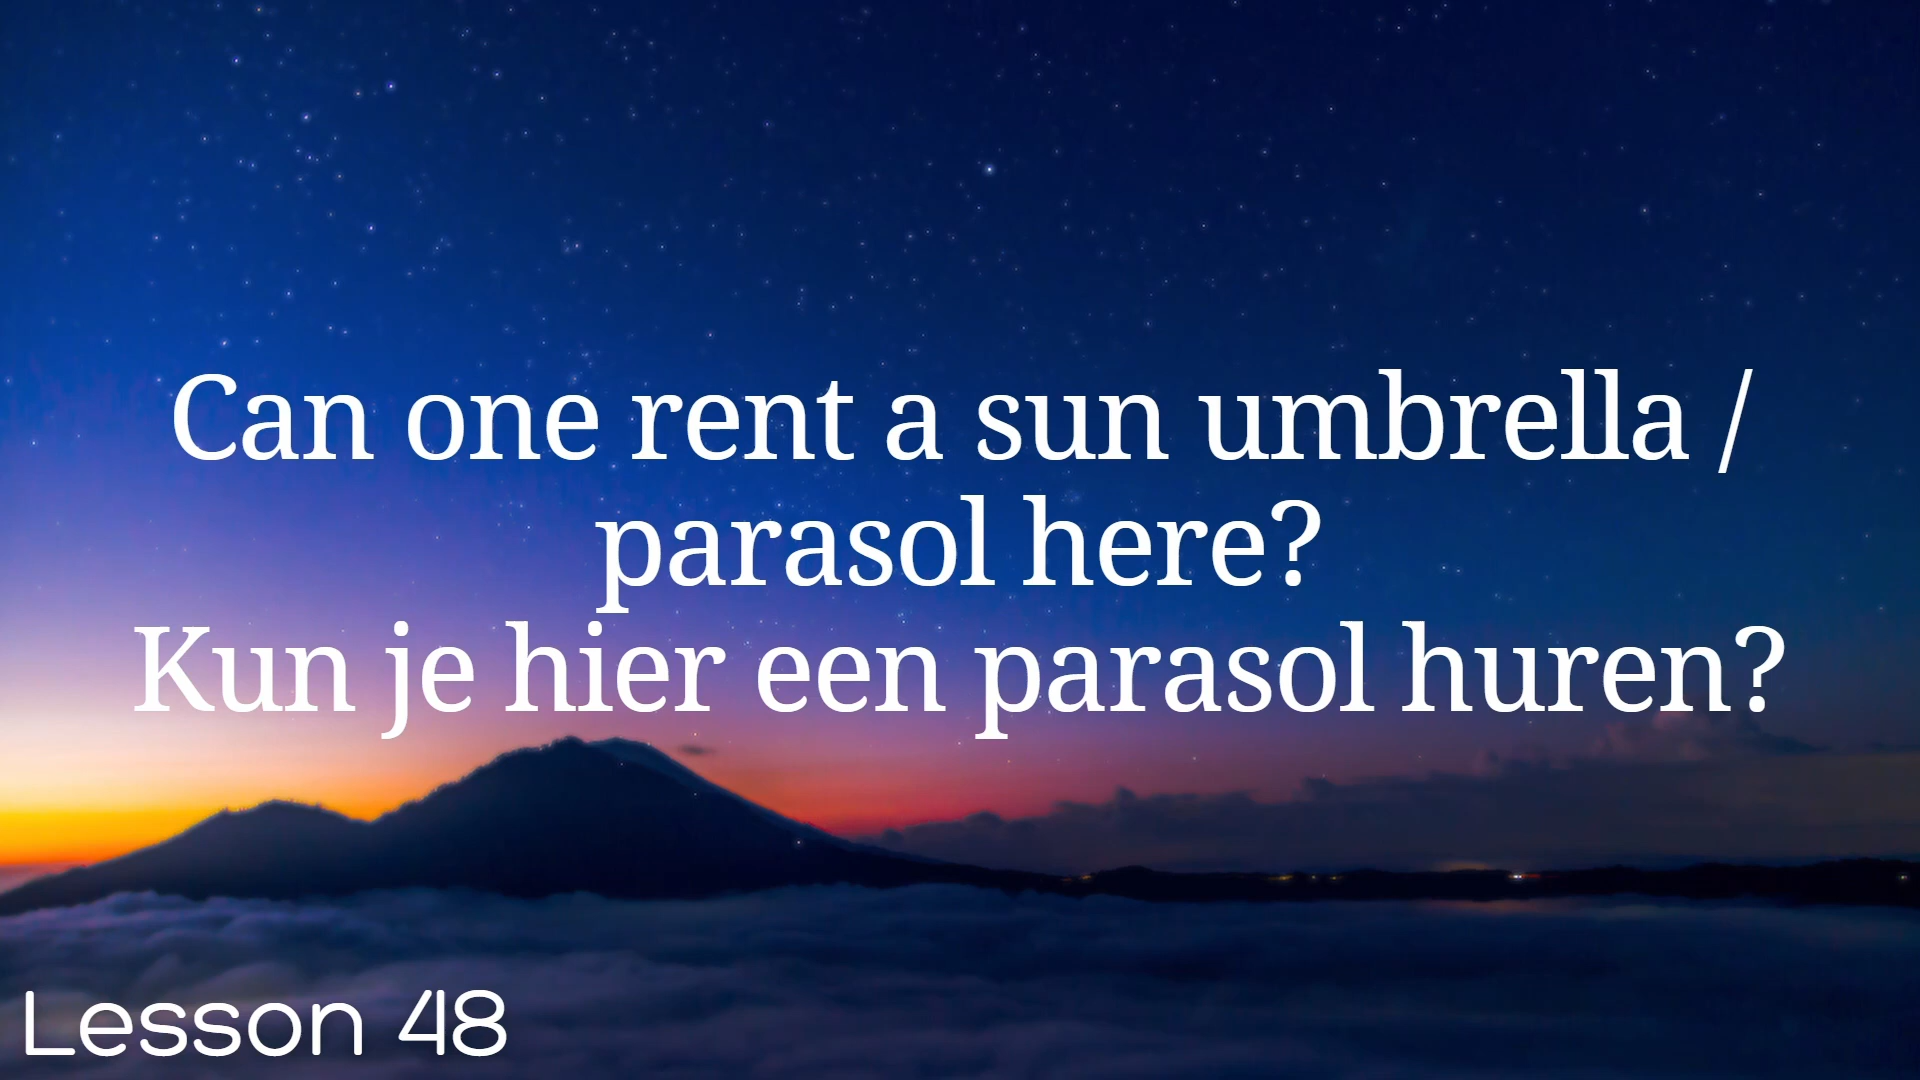 Can one rent a sun umbrella /
parasol here?
Kun je hier een parasol huren?
Lesson 48